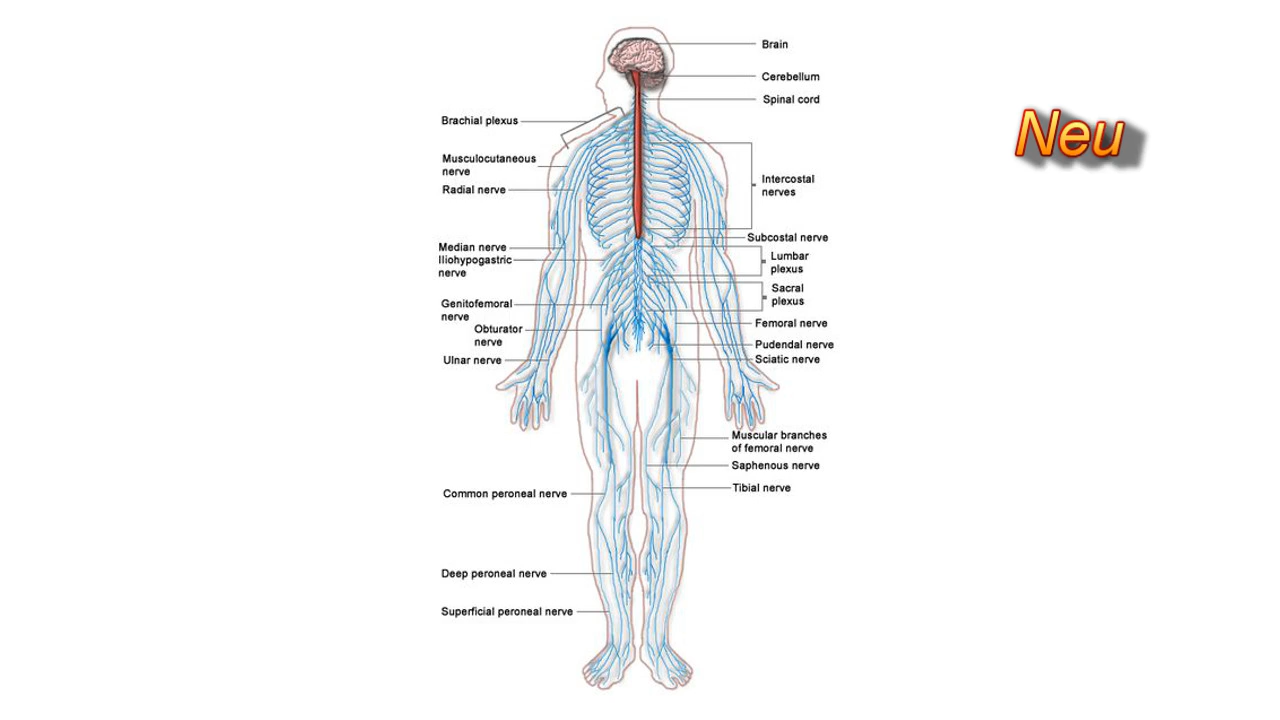 Brain
Cerebellum
Spinal cord
Neu
Brachial plexus
Musculocutaneous
nerve
Radial nerve
Intercostal
nerves
Median nerve
Iliohypogastric
nerve
Subcostal nerve
Lumbar
plexus
Sacral
plexus
Genitofemoral
nerve
Obturator
nerve
Ulnar nerve
Femoral nerve
Pudendal nerve
Sciatic nerve
Muscular branches
of femoral nerve
Saphenous nerve
Tibial nerve
Common peroneal nerve
Deep peroneal nerve
Superficial peroneal nerve